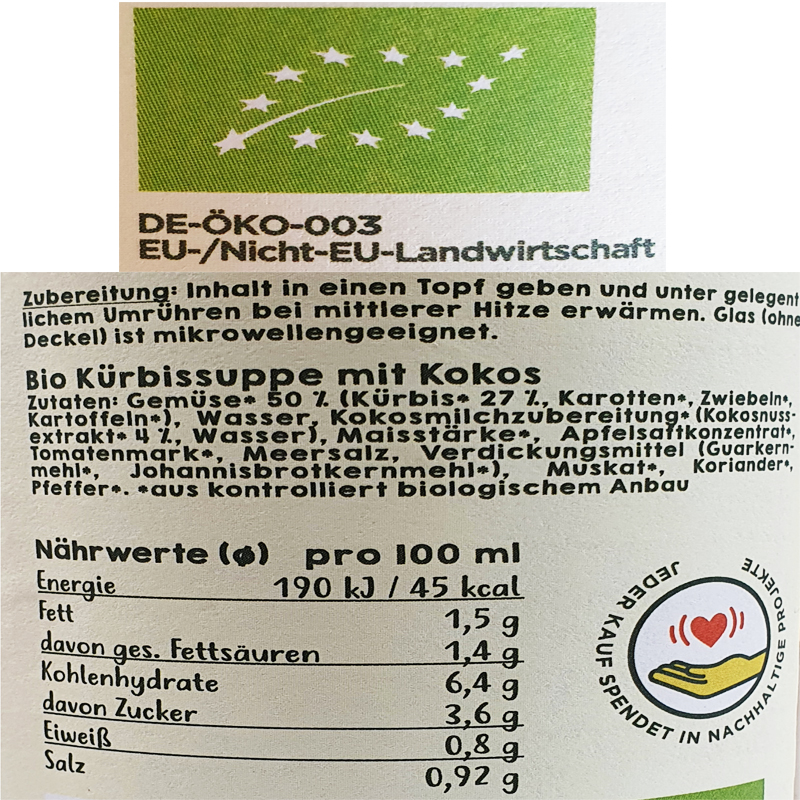 DE-ÖKO-003
EU-/Nicht-EU-Landwirtschaft
Zubereitung: Inhalt in einen Topf geben und unter gelegent
lichem Umrühren bei mittlerer Hitze erwärmen. Glas (ohne
Deckel) ist mikrowellengeeignet.
Bio Kürbissuppe mit Kokos
Zutaten: Gemüse* 50 % (Kürbis* 27 %, Karotten*, Zwiebeln*,
Kartoffeln*), Wasser, Kokosmilchzubereitung* (Kokosnuss-
extrakt* 4 %, Wasser), Maisstärke*, Apfelsaftkonzentrat*,
Tomatenmark*, Meersalz, Verdickungsmittel (Guarkern-
mehl*, Johannisbrotkernmehl*), Muskat*, Koriander*,
Pfeffer*. *aus kontrolliert biologischem Anbau
Nährwerte (ø) pro 100 ml
Energie 190 kJ / 45 kcal
Fett 1,5 g
davon ges. Fettsäuren 1,4 g
Kohlenhydrate 6,4 g
davon Zucker 3,6 g
Eiweiß 0,8 g
Salz 0,92 g
JEDER KAUF SPENDET IN NACHHALTIGE PROJEKTE